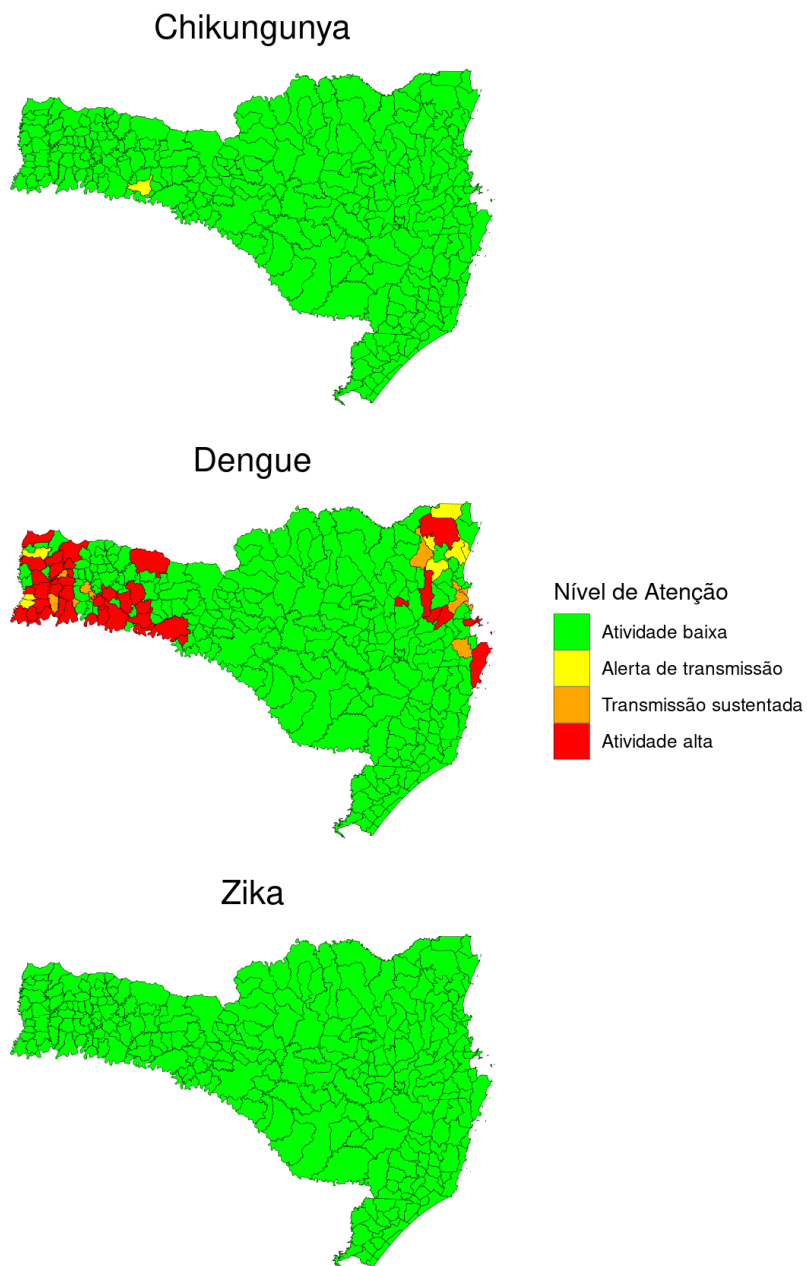 Chikungunya
Dengue
Nível de Atenção
Atividade baixa
Alerta de transmissão
Transmissão sustentada
Atividade alta
Zika